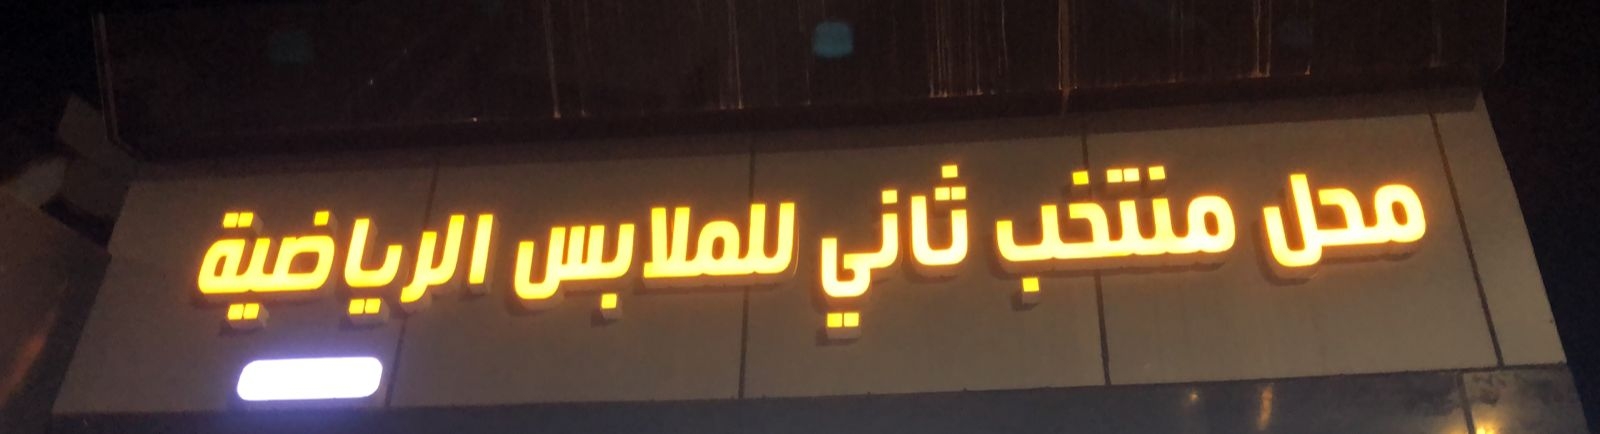 محل منتخب ثاني للملابس الرياضية